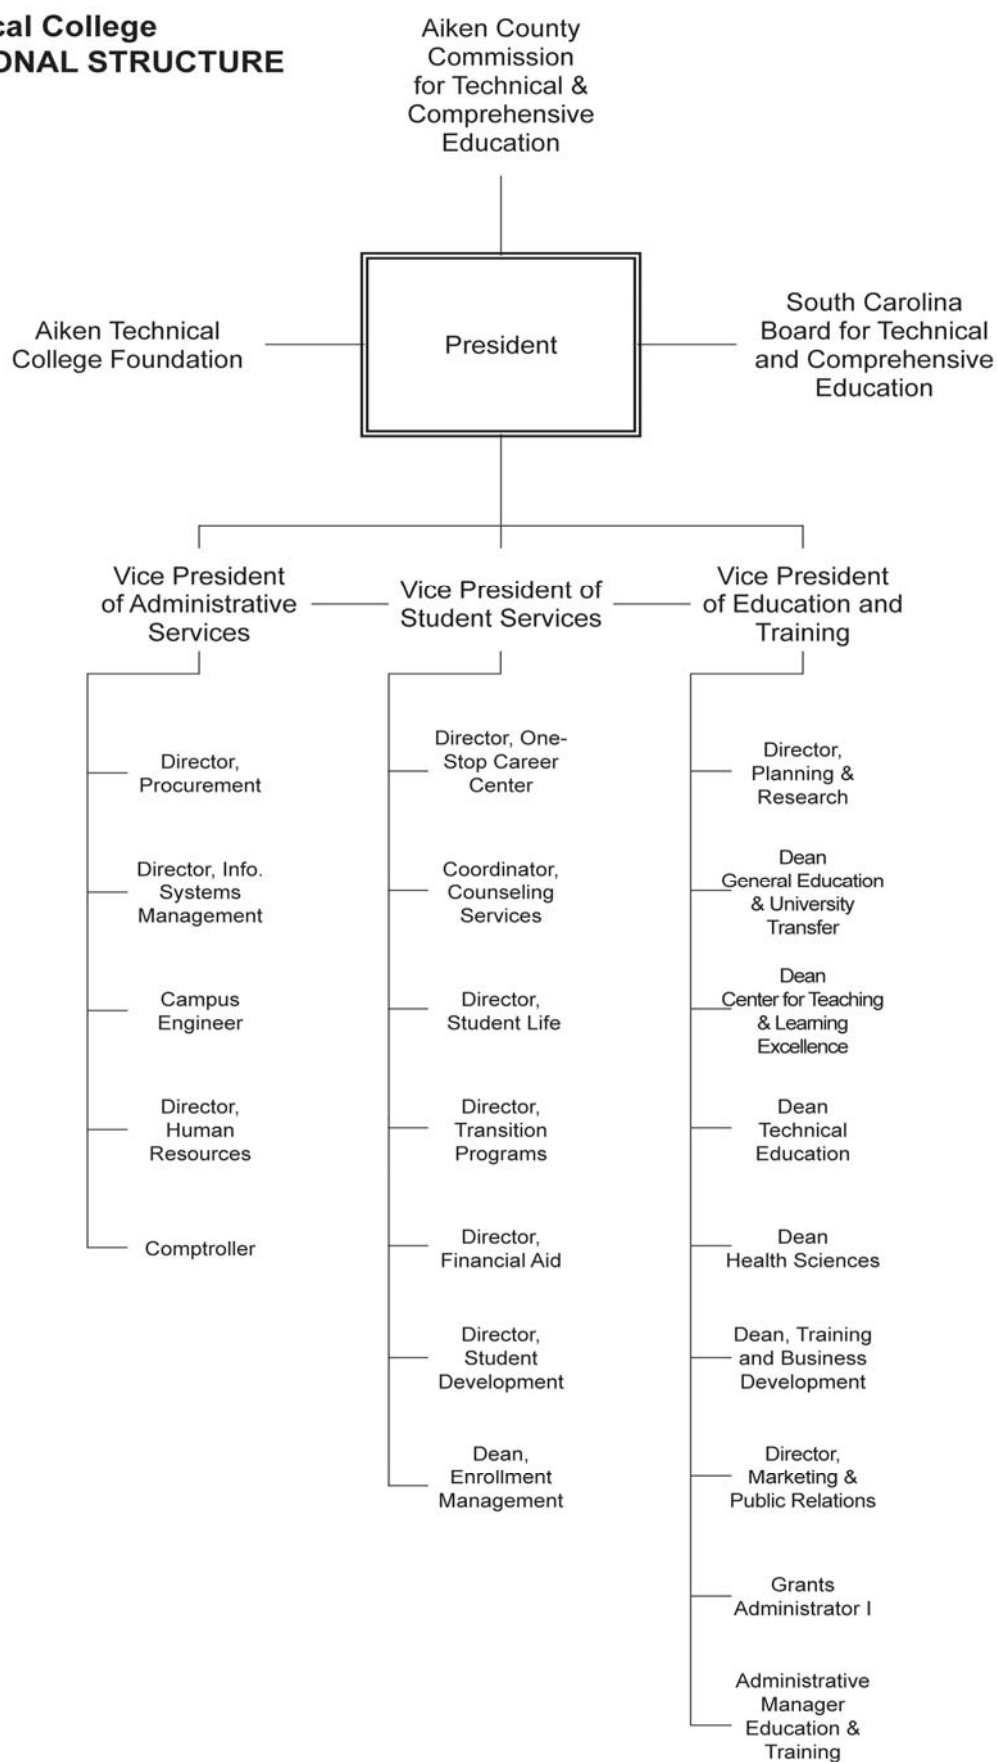 cal College
ONAL STRUCTURE
Aiken County
Commission
for Technical &
Comprehensive
Education
Aiken Technical
College Foundation
President
South Carolina
Board for Technical
and Comprehensive
Education
Vice President
of Administrative
Services
Vice President of
Student Services
Vice President
of Education and
Training
Director,
Procurement
Director, Info.
Systems
Management
Campus
Engineer
Director,
Human
Resources
Comptroller
Director, One-
Stop Career
Center
Coordinator,
Counseling
Services
Director,
Student Life
Director,
Transition
Programs
Director,
Financial Aid
Director,
Student
Development
Dean,
Enrollment
Management
Director,
Planning &
Research
Dean
General Education
& University
Transfer
Dean
Center for Teaching
& Learning
Excellence
Dean
Technical
Education
Dean
Health Sciences
Dean, Training
and Business
Development
Director,
Marketing &
Public Relations
Grants
Administrator I
Administrative
Manager
Education &
Training